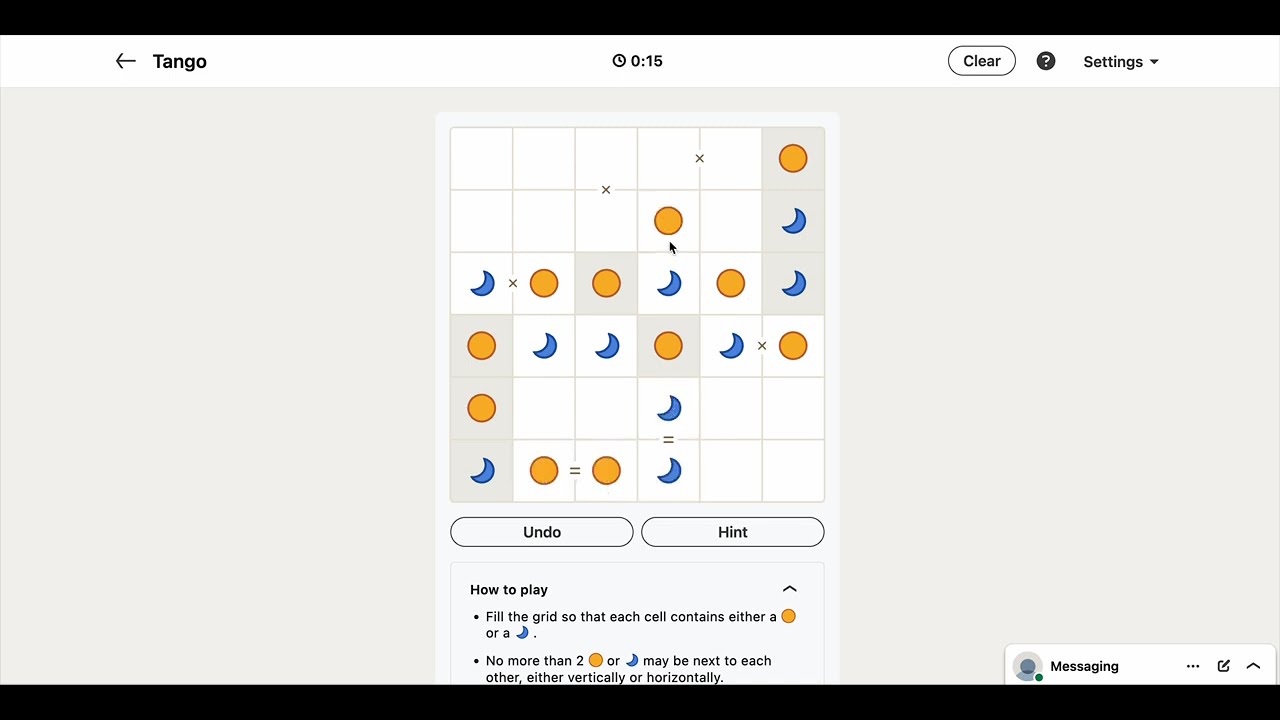 Tango
0:15
Clear
?
Settings
×
×
×
×
=
=
Undo
Hint
How to play
• Fill the grid so that each cell contains either a
or a .
• No more than 2 or may be next to each
other, either vertically or horizontally.
Messaging